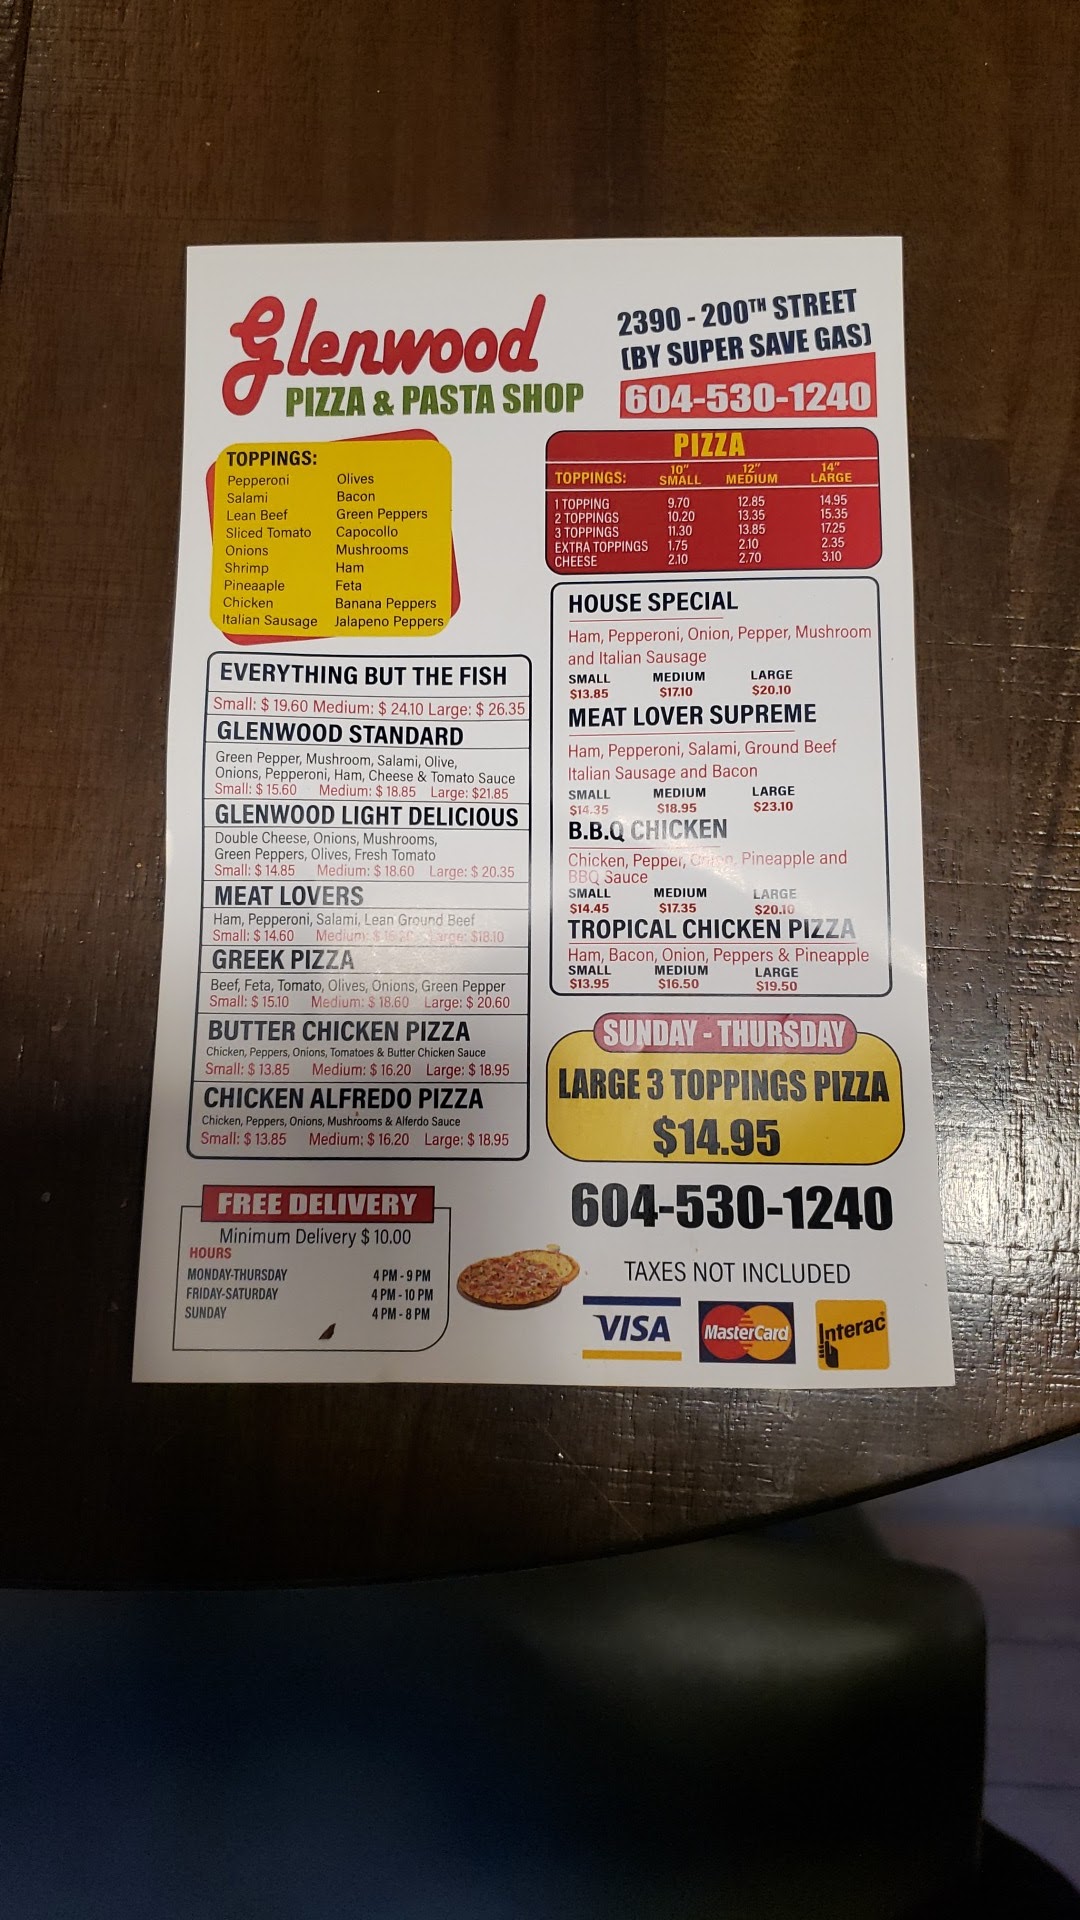 Glenwood
PIZZA & PASTA SHOP
2390 - 200TH STREET
(BY SUPER SAVE GAS)
604-530-1240
TOPPINGS:
Pepperoni Olives
Salami Bacon
Lean Beef Green Peppers
Sliced Tomato Capocollo
Onions Mushrooms
Shrimp Ham
Pineaaple Feta
Chicken Banana Peppers
Italian Sausage Jalapeno Peppers
PIZZA
TOPPINGS: 10" SMALL 12" MEDIUM 14" LARGE
1 TOPPING 9.70 12.85 14.95
2 TOPPINGS 10.20 13.35 15.35
3 TOPPINGS 11.30 13.85 17.25
EXTRA TOPPINGS 1.75 2.10 2.35
CHEESE 2.10 2.70 3.10
EVERYTHING BUT THE FISH
Small: $ 19.60 Medium: $ 24.10 Large: $ 26.35
GLENWOOD STANDARD
Green Pepper, Mushroom, Salami, Olive,
Onions, Pepperoni, Ham, Cheese & Tomato Sauce
Small: $ 15.60 Medium: $ 18.85 Large: $21.85
GLENWOOD LIGHT DELICIOUS
Double Cheese, Onions, Mushrooms,
Green Peppers, Olives, Fresh Tomato
Small: $ 14.85 Medium: $ 18.60 Large: $ 20.35
MEAT LOVERS
Ham, Pepperoni, Salami, Lean Ground Beef
Small: $ 14.60 Medium: $ Large: $18.10
GREEK PIZZA
Beef, Feta, Tomato, Olives, Onions, Green Pepper
Small: $ 15.10 Medium: $ 18.60 Large: $ 20.60
BUTTER CHICKEN PIZZA
Chicken, Peppers, Onions, Tomatoes & Butter Chicken Sauce
Small: $ 13.85 Medium: $ 16.20 Large: $ 18.95
CHICKEN ALFREDO PIZZA
Chicken, Peppers, Onions, Mushrooms & Alferdo Sauce
Small: $ 13.85 Medium: $ 16.20 Large: $ 18.95
HOUSE SPECIAL
Ham, Pepperoni, Onion, Pepper, Mushroom
and Italian Sausage
SMALL MEDIUM LARGE
$13.85 $17.10 $20.10
MEAT LOVER SUPREME
Ham, Pepperoni, Salami, Ground Beef
Italian Sausage and Bacon
SMALL MEDIUM LARGE
$14.35 $18.95 $23.10
B.B.Q CHICKEN
Chicken, Pepper, Onion, Pineapple and
BBQ Sauce
SMALL MEDIUM LARGE
$14.45 $17.35 $20.10
TROPICAL CHICKEN PIZZA
Ham, Bacon, Onion, Peppers & Pineapple
SMALL MEDIUM LARGE
$13.95 $16.50 $19.50
SUNDAY - THURSDAY
LARGE 3 TOPPINGS PIZZA
$14.95
604-530-1240
TAXES NOT INCLUDED
VISA MasterCard Interac
FREE DELIVERY
Minimum Delivery $ 10.00
HOURS
MONDAY-THURSDAY 4 PM - 9 PM
FRIDAY-SATURDAY 4 PM - 10 PM
SUNDAY 4 PM - 8 PM